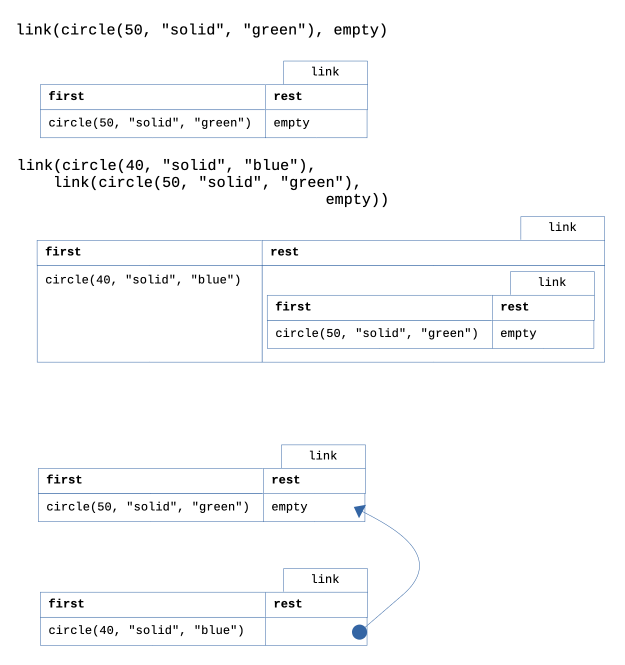 link(circle(50, "solid", "green"), empty)
link
first rest
circle(50, "solid", "green") empty
link(circle(40, "solid", "blue"),
link(circle(50, "solid", "green"),
empty))
link
first rest
circle(40, "solid", "blue")
link
first rest
circle(50, "solid", "green") empty
link
first rest
circle(50, "solid", "green") empty
link
first rest
circle(40, "solid", "blue")